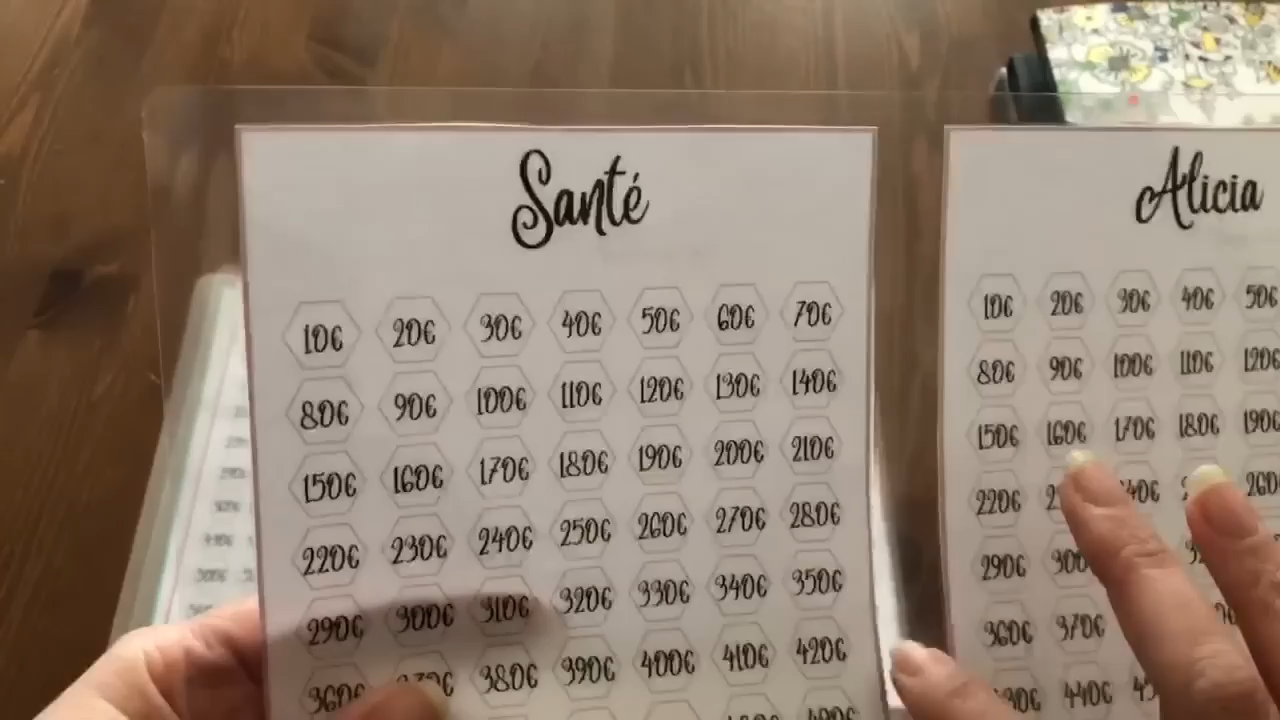 Santé
10€ 20€ 30€ 40€ 50€ 60€ 70€
80€ 90€ 100€ 110€ 120€ 130€ 140€
150€ 160€ 170€ 180€ 190€ 200€ 210€
220€ 230€ 240€ 250€ 260€ 270€ 280€
290€ 300€ 310€ 320€ 330€ 340€ 350€
360€ 380€ 390€ 400€ 410€ 420€
Alicia
10€ 20€ 30€ 40€ 50€
80€ 90€ 100€ 110€ 120€
150€ 160€ 170€ 180€ 190€
220€ 260€
290€
360€ 370€
440€